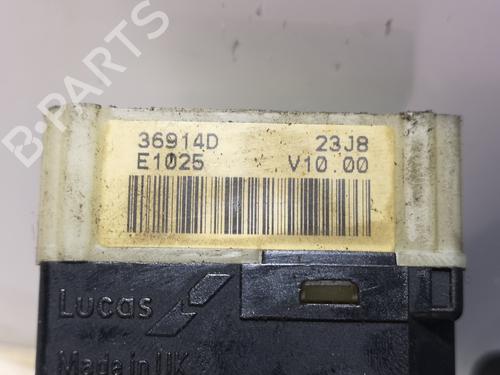 B-PARTS
36914D 23J8
E1025 V10.00
Lucas
Made in UK